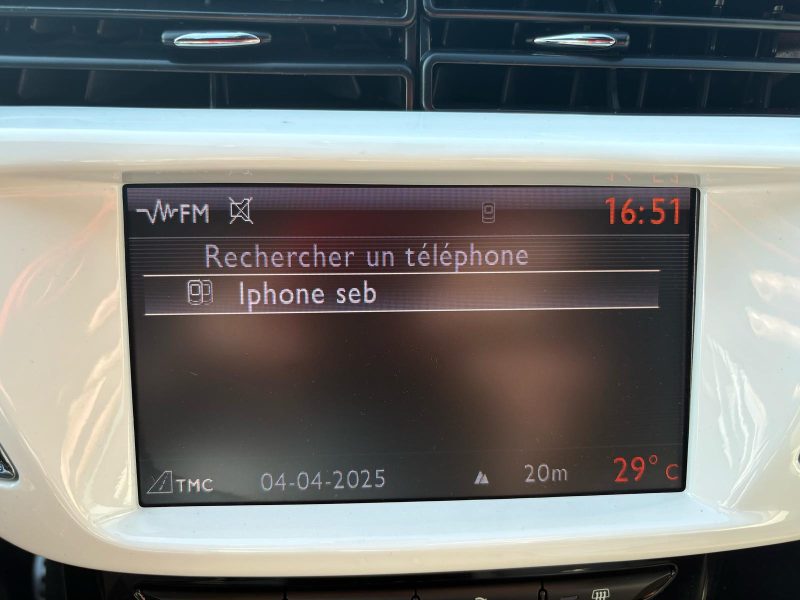 FM 16:51
Rechercher un téléphone
Iphone seb
TMC 04-04-2025 20m 29° C